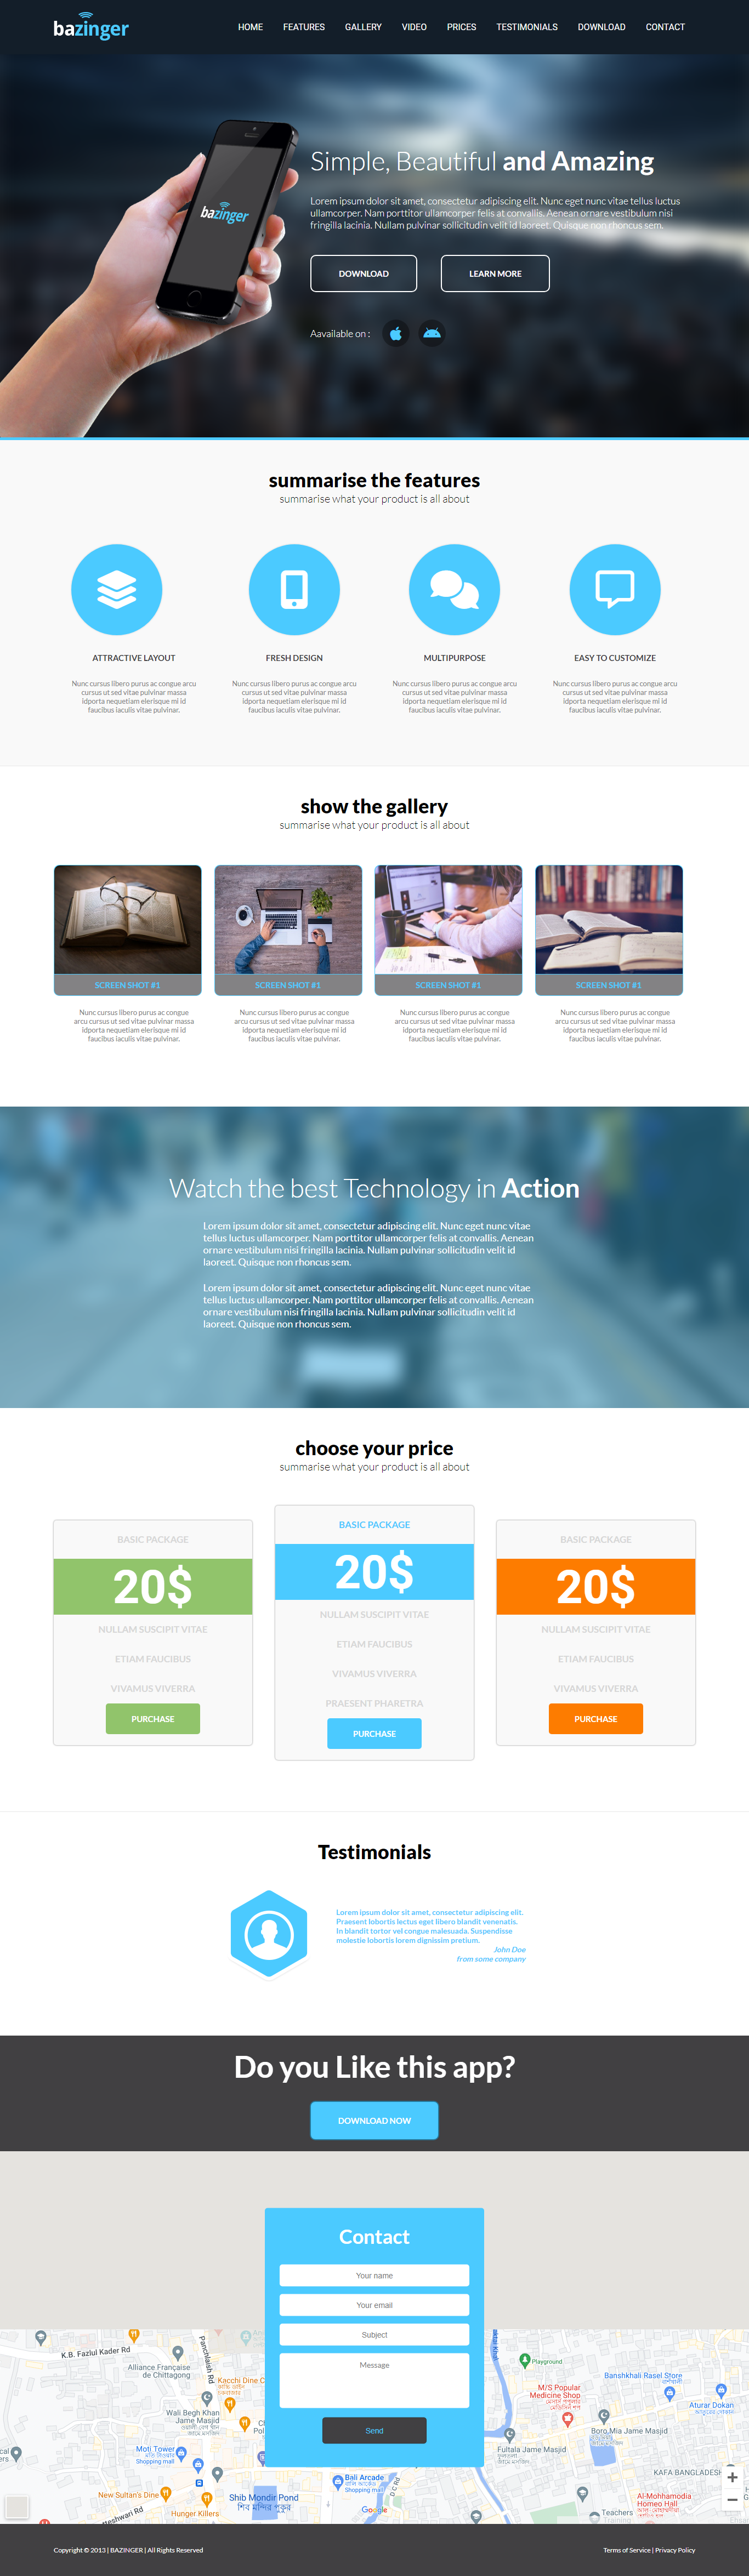 bazinger
HOME FEATURES GALLERY VIDEO PRICES TESTIMONIALS DOWNLOAD CONTACT
bazinger
Simple, Beautiful and Amazing
Lorem ipsum dolor sit amet, consectetur adipiscing elit. Nunc eget nunc vitae tellus luctus
ullamcorper. Nam porttitor ullamcorper felis at convallis. Aenean ornare vestibulum nisi
fringilla lacinia. Nullam pulvinar sollicitudin velit id laoreet. Quisque non rhoncus sem.
DOWNLOAD LEARN MORE
Aavailable on :
summarise the features
summarise what your product is all about
ATTRACTIVE LAYOUT
Nunc cursus libero purus ac congue arcu
cursus ut sed vitae pulvinar massa
idporta nequetiam elerisque mi id
faucibus iaculis vitae pulvinar.
FRESH DESIGN
Nunc cursus libero purus ac congue arcu
cursus ut sed vitae pulvinar massa
idporta nequetiam elerisque mi id
faucibus iaculis vitae pulvinar.
MULTIPURPOSE
Nunc cursus libero purus ac congue arcu
cursus ut sed vitae pulvinar massa
idporta nequetiam elerisque mi id
faucibus iaculis vitae pulvinar.
EASY TO CUSTOMIZE
Nunc cursus libero purus ac congue arcu
cursus ut sed vitae pulvinar massa
idporta nequetiam elerisque mi id
faucibus iaculis vitae pulvinar.
show the gallery
summarise what your product is all about
SCREEN SHOT #1
Nunc cursus libero purus ac congue
arcu cursus ut sed vitae pulvinar massa
idporta nequetiam elerisque mi id
faucibus iaculis vitae pulvinar.
SCREEN SHOT #1
Nunc cursus libero purus ac congue
arcu cursus ut sed vitae pulvinar massa
idporta nequetiam elerisque mi id
faucibus iaculis vitae pulvinar.
SCREEN SHOT #1
Nunc cursus libero purus ac congue
arcu cursus ut sed vitae pulvinar massa
idporta nequetiam elerisque mi id
faucibus iaculis vitae pulvinar.
SCREEN SHOT #1
Nunc cursus libero purus ac congue
arcu cursus ut sed vitae pulvinar massa
idporta nequetiam elerisque mi id
faucibus iaculis vitae pulvinar.
Watch the best Technology in Action
Lorem ipsum dolor sit amet, consectetur adipiscing elit. Nunc eget nunc vitae
tellus luctus ullamcorper. Nam porttitor ullamcorper felis at convallis. Aenean
ornare vestibulum nisi fringilla lacinia. Nullam pulvinar sollicitudin velit id
laoreet. Quisque non rhoncus sem.
Lorem ipsum dolor sit amet, consectetur adipiscing elit. Nunc eget nunc vitae
tellus luctus ullamcorper. Nam porttitor ullamcorper felis at convallis. Aenean
ornare vestibulum nisi fringilla lacinia. Nullam pulvinar sollicitudin velit id
laoreet. Quisque non rhoncus sem.
choose your price
summarise what your product is all about
BASIC PACKAGE
20$
NULLAM SUSCIPIT VITAE
ETIAM FAUCIBUS
VIVAMUS VIVERRA
PURCHASE
BASIC PACKAGE
20$
NULLAM SUSCIPIT VITAE
ETIAM FAUCIBUS
VIVAMUS VIVERRA
PRAESENT PHARETRA
PURCHASE
BASIC PACKAGE
20$
NULLAM SUSCIPIT VITAE
ETIAM FAUCIBUS
VIVAMUS VIVERRA
PURCHASE
Testimonials
Lorem ipsum dolor sit amet, consectetur adipiscing elit.
Praesent lobortis lectus eget libero blandit venenatis.
In blandit tortor vel congue malesuada. Suspendisse
molestie lobortis lorem dignissim pretium.
John Doe
from some company
Do you Like this app?
DOWNLOAD NOW
Contact
Your name
Your email
Subject
Message
Send
K.B. Fazlul Kader Rd
Panchlaish Rd
Alliance Française
de Chittagong
Kacchi Dine
Wali Begh Khan
Jame Masjid
Moti Tower
Shopping mall
New Sultan's Dine
Hunger Killers
Shib Mondir Pond
শিব মন্দির পুকুর
Bali Arcade
Shopping mall
Google
Playground
M/S Popular
Medicine Shop
Banshkhali Rasel Store
Aturar Dokan
Boro Mia Jame Masjid
Fultala Jame Masjid
KAFA BANGLADESH
Al-Mohammodia
Homeo Hall
Teachers
+
−
Copyright © 2013 | BAZINGER | All Rights Reserved
Terms of Service | Privacy Policy